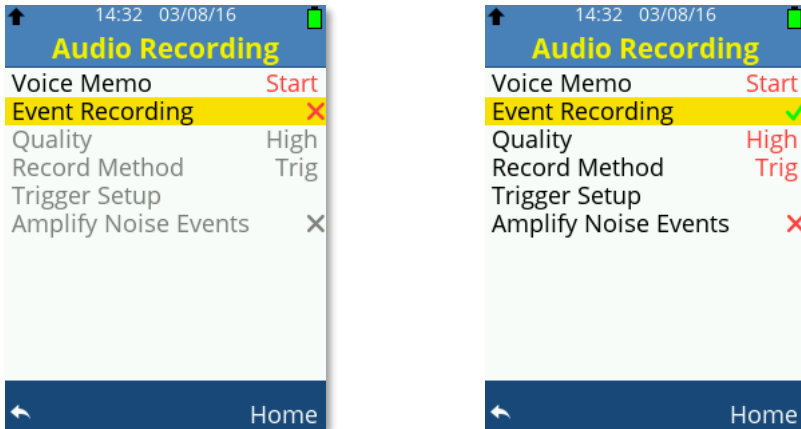 14:32 03/08/16
Audio Recording
Voice Memo Start
Event Recording
Quality High
Record Method Trig
Trigger Setup
Amplify Noise Events
Home
14:32 03/08/16
Audio Recording
Voice Memo Start
Event Recording
Quality High
Record Method Trig
Trigger Setup
Amplify Noise Events
Home